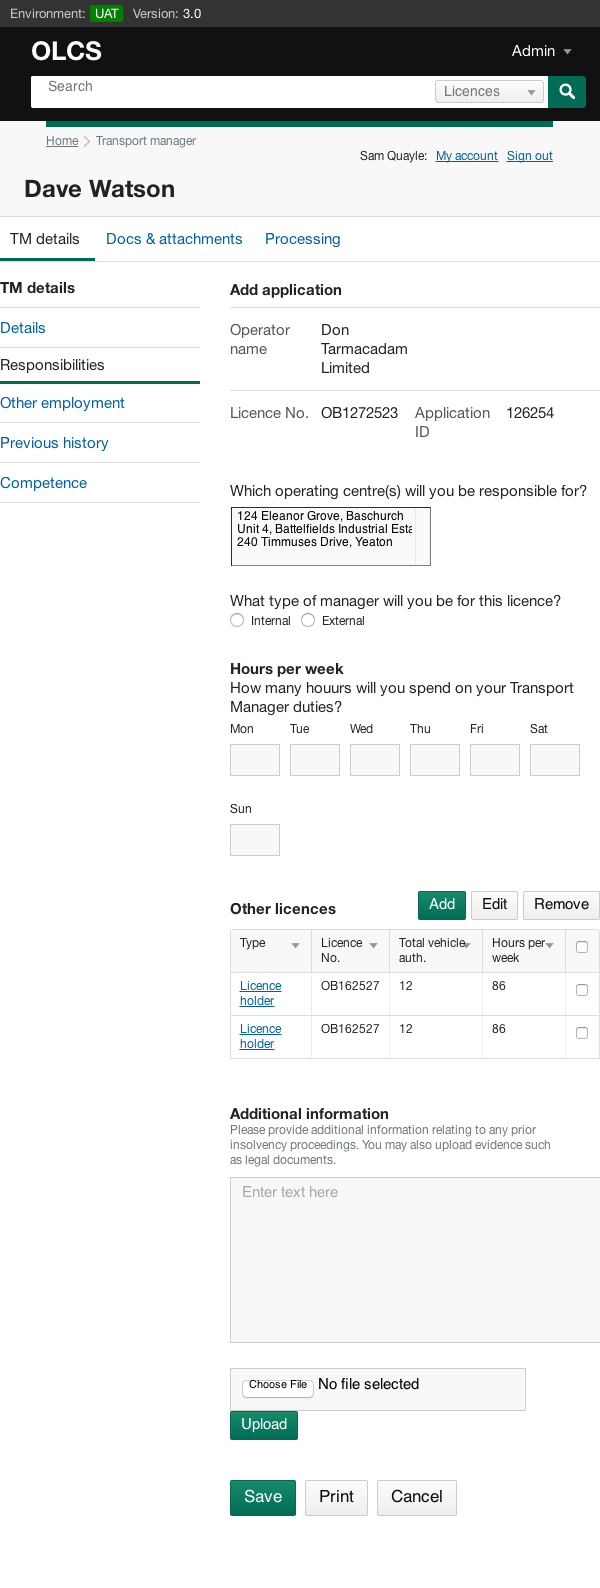 Environment: UAT Version: 3.0
OLCS
Admin
Search
Licences
Home
Transport manager
Sam Quayle: My account Sign out
Dave Watson
TM details
Docs & attachments
Processing
TM details
Details
Responsibilities
Other employment
Previous history
Competence
Add application
Operator name
Don Tarmacadam Limited
Licence No. OB1272523
Application ID 126254
Which operating centre(s) will you be responsible for?
124 Eleanor Grove, Baschurch
Unit 4, Battelfields Industrial Esta
240 Timmuses Drive, Yeaton
What type of manager will you be for this licence?
Internal External
Hours per week
How many houurs will you spend on your Transport
Manager duties?
Mon Tue Wed Thu Fri Sat
Sun
Other licences
Add Edit Remove
Type
Licence No.
Total vehicle auth.
Hours per week
Licence holder OB162527 12 86
Licence holder OB162527 12 86
Additional information
Please provide additional information relating to any prior
insolvency proceedings. You may also upload evidence such
as legal documents.
Enter text here
Choose File No file selected
Upload
Save Print Cancel